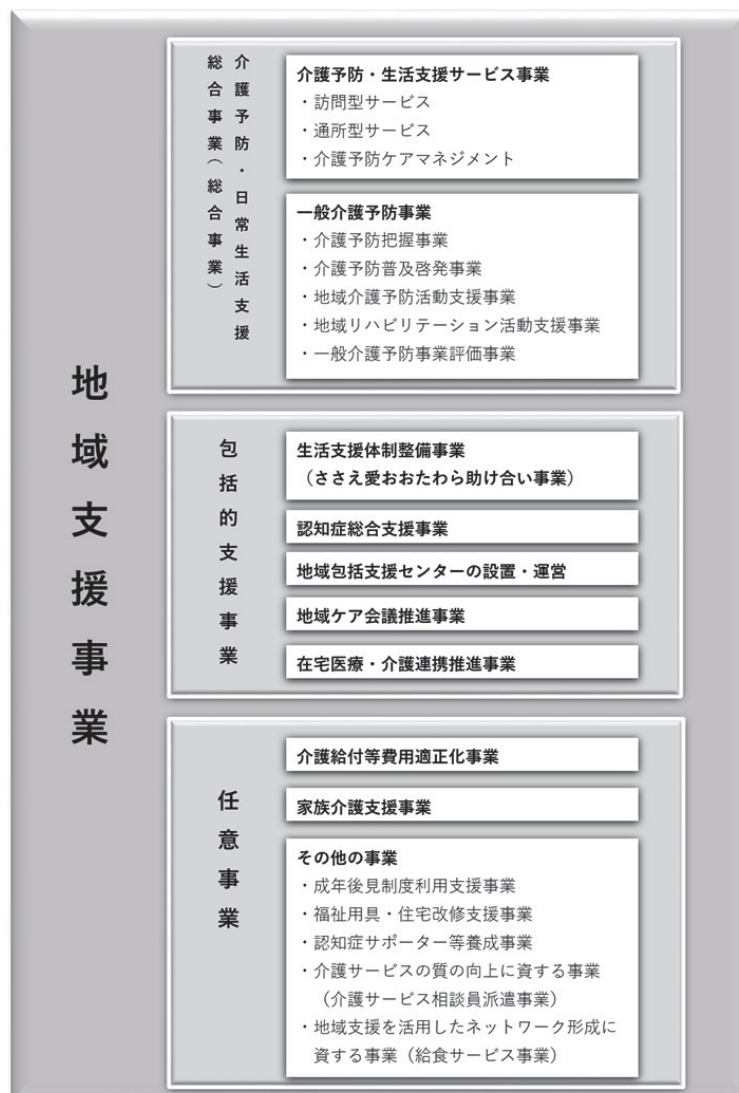 地域支援事業
介護予防・日常生活支援
総合事業（総合事業）
介護予防・生活支援サービス事業
・訪問型サービス
・通所型サービス
・介護予防ケアマネジメント
一般介護予防事業
・介護予防把握事業
・介護予防普及啓発事業
・地域介護予防活動支援事業
・地域リハビリテーション活動支援事業
・一般介護予防事業評価事業
包括的支援事業
生活支援体制整備事業
（ささえ愛おおたわら助け合い事業）
認知症総合支援事業
地域包括支援センターの設置・運営
地域ケア会議推進事業
在宅医療・介護連携推進事業
任意事業
介護給付等費用適正化事業
家族介護支援事業
その他の事業
・成年後見制度利用支援事業
・福祉用具・住宅改修支援事業
・認知症サポーター等養成事業
・介護サービスの質の向上に資する事業
（介護サービス相談員派遣事業）
・地域支援を活用したネットワーク形成に
資する事業（給食サービス事業）